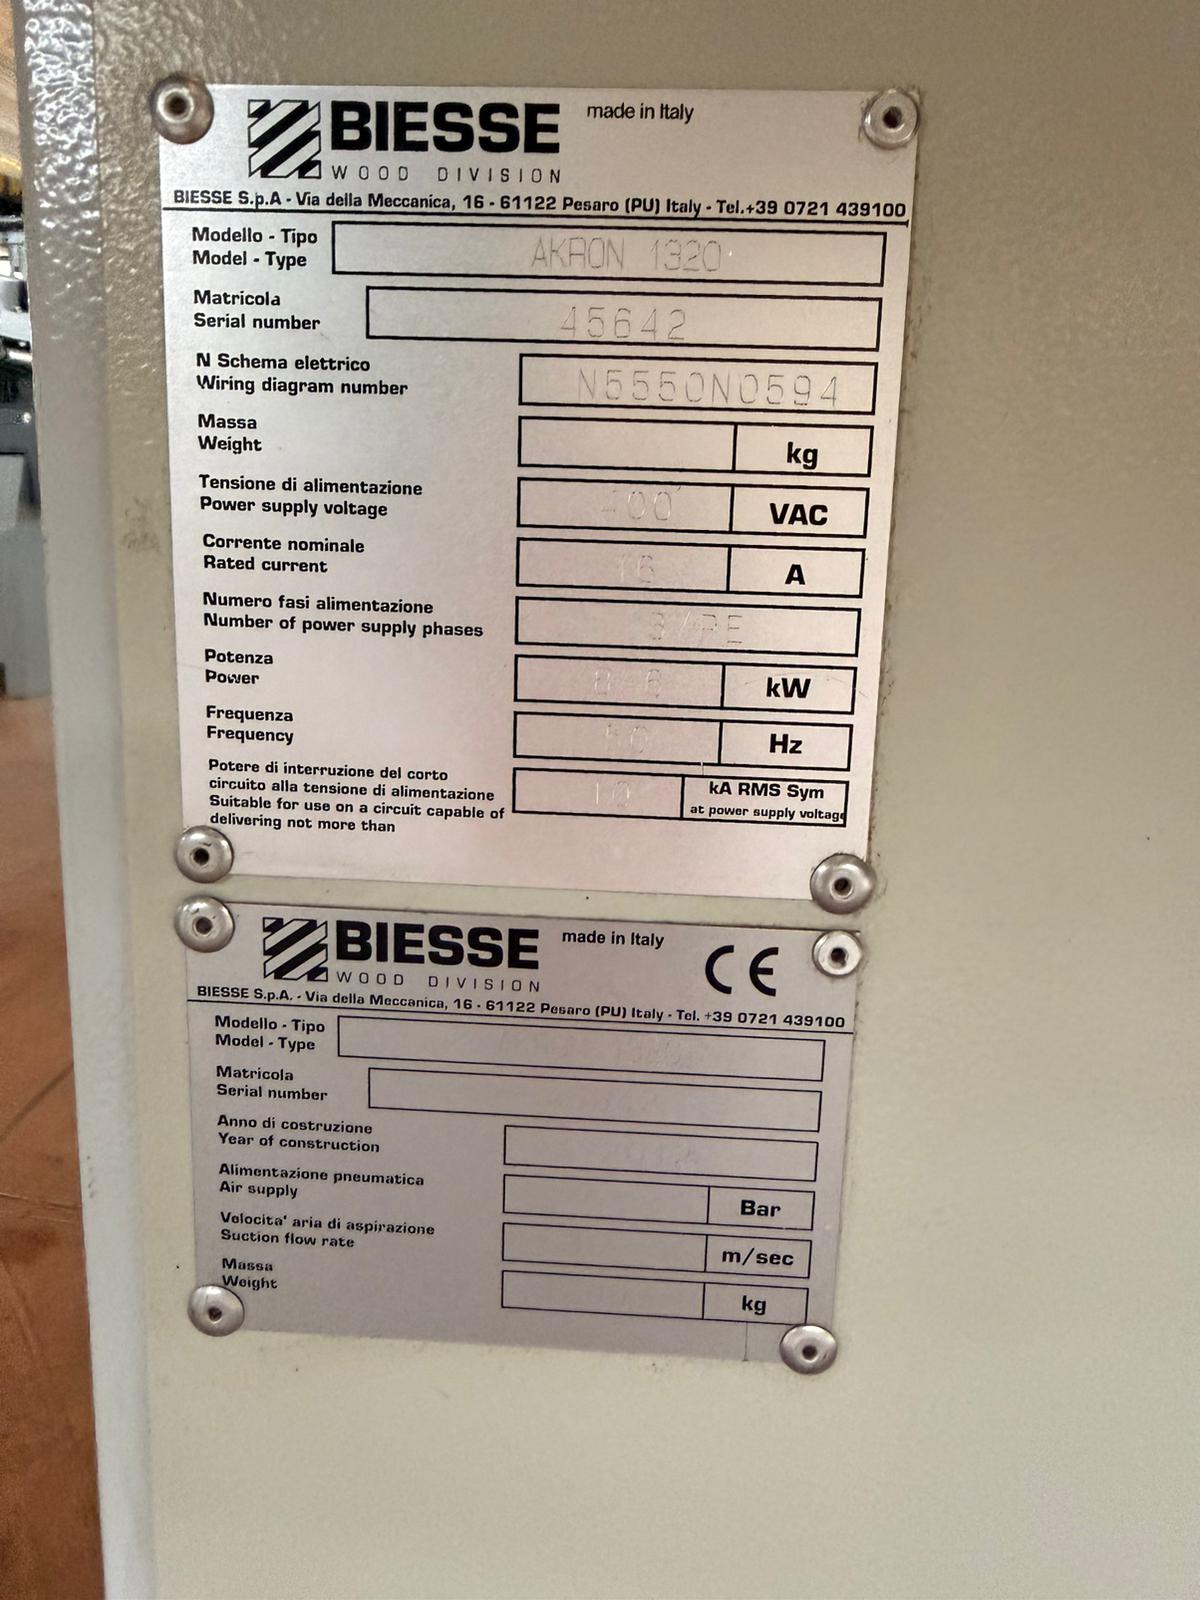 BIESSE made in Italy
WOOD DIVISION
BIESSE S.p.A - Via della Meccanica, 16 - 61122 Pesaro (PU) Italy - Tel.+39 0721 439100
Modello - Tipo
Model - Type
AKRON 1320
Matricola
Serial number
45642
N Schema elettrico
Wiring diagram number
N5550N0594
Massa
Weight
kg
Tensione di alimentazione
Power supply voltage
400 VAC
Corrente nominale
Rated current
16 A
Numero fasi alimentazione
Number of power supply phases
Potenza
Power
kW
Frequenza
Frequency
50 Hz
Potere di interruzione del corto
circuito alla tensione di alimentazione
Suitable for use on a circuit capable of
delivering not more than
10 kA RMS Sym
at power supply voltage
BIESSE made in Italy CE
WOOD DIVISION
BIESSE S.p.A. - Via della Meccanica, 16 - 61122 Pesaro (PU) Italy - Tel. +39 0721 439100
Modello - Tipo
Model - Type
Matricola
Serial number
Anno di costruzione
Year of construction
Alimentazione pneumatica
Air supply
Bar
Velocita' aria di aspirazione
Suction flow rate
m/sec
Massa
Weight
kg